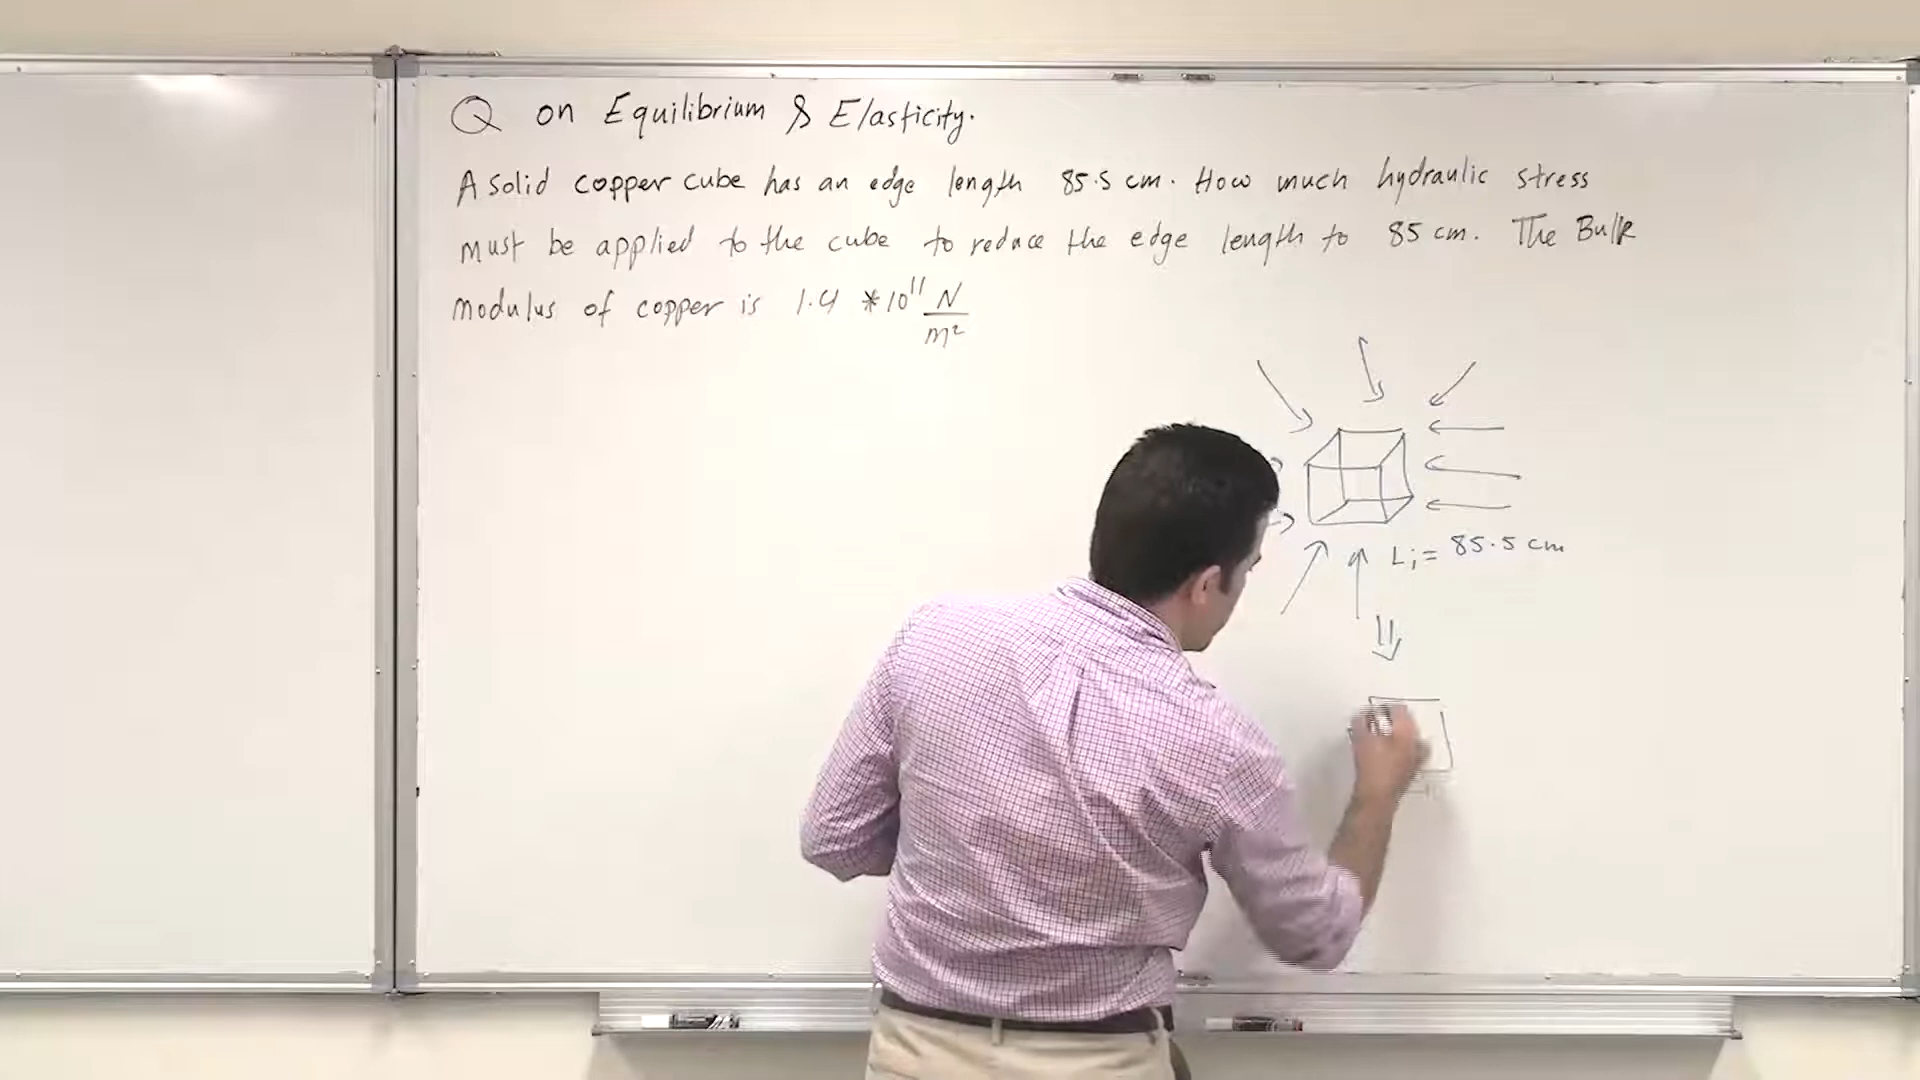 Q on Equilibrium & Elasticity.
A solid copper cube has an edge length 85.5 cm. How much hydraulic stress
must be applied to the cube to reduce the edge length to 85 cm. The Bulk
modulus of copper is 1.4 * 10¹¹ N/m²
Li = 85.5 cm